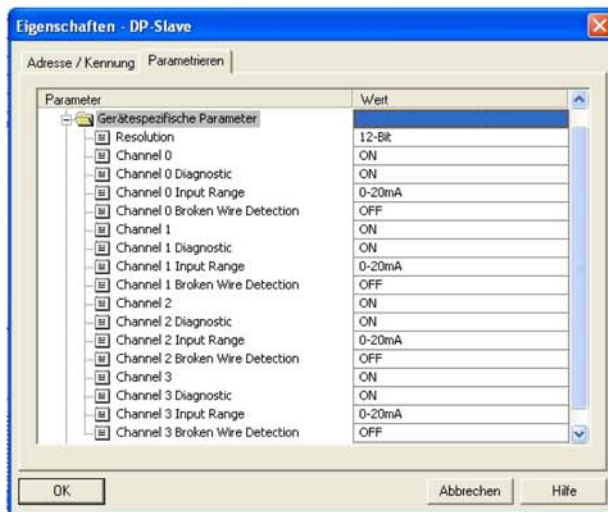 Eigenschaften - DP-Slave
Adresse / Kennung Parametrieren
Parameter Wert
Gerätespezifische Parameter
Resolution 12-Bit
Channel 0 ON
Channel 0 Diagnostic ON
Channel 0 Input Range 0-20mA
Channel 0 Broken Wire Detection OFF
Channel 1 ON
Channel 1 Diagnostic ON
Channel 1 Input Range 0-20mA
Channel 1 Broken Wire Detection OFF
Channel 2 ON
Channel 2 Diagnostic ON
Channel 2 Input Range 0-20mA
Channel 2 Broken Wire Detection OFF
Channel 3 ON
Channel 3 Diagnostic ON
Channel 3 Input Range 0-20mA
Channel 3 Broken Wire Detection OFF
OK Abbrechen Hilfe